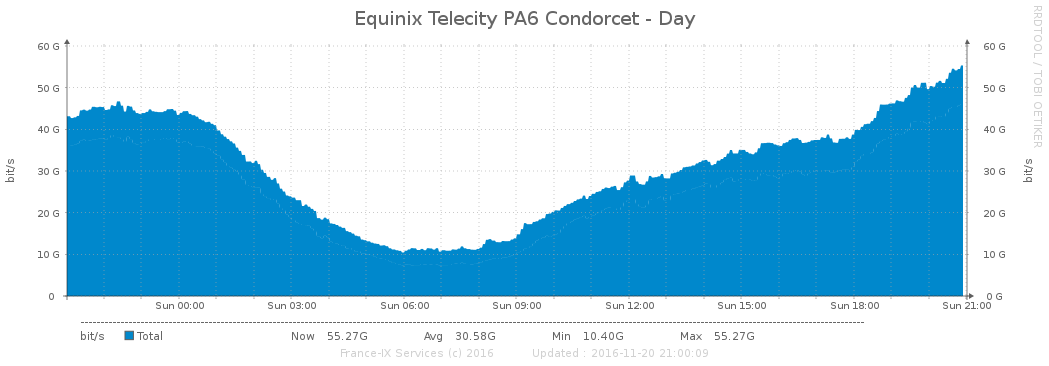 Equinix Telecity PA6 Condorcet - Day
RRDTOOL / TOBI OETIKER
60 G 60 G
50 G 50 G
40 G 40 G
30 G 30 G
20 G 20 G
10 G 10 G
0 0 G
bit/s
bit/s
Sun 00:00 Sun 03:00 Sun 06:00 Sun 09:00 Sun 12:00 Sun 15:00 Sun 18:00 Sun 21:00
bit/s Total Now 55.27G Avg 30.58G Min 10.40G Max 55.27G
France-IX Services (c) 2016 Updated : 2016-11-20 21:00:09